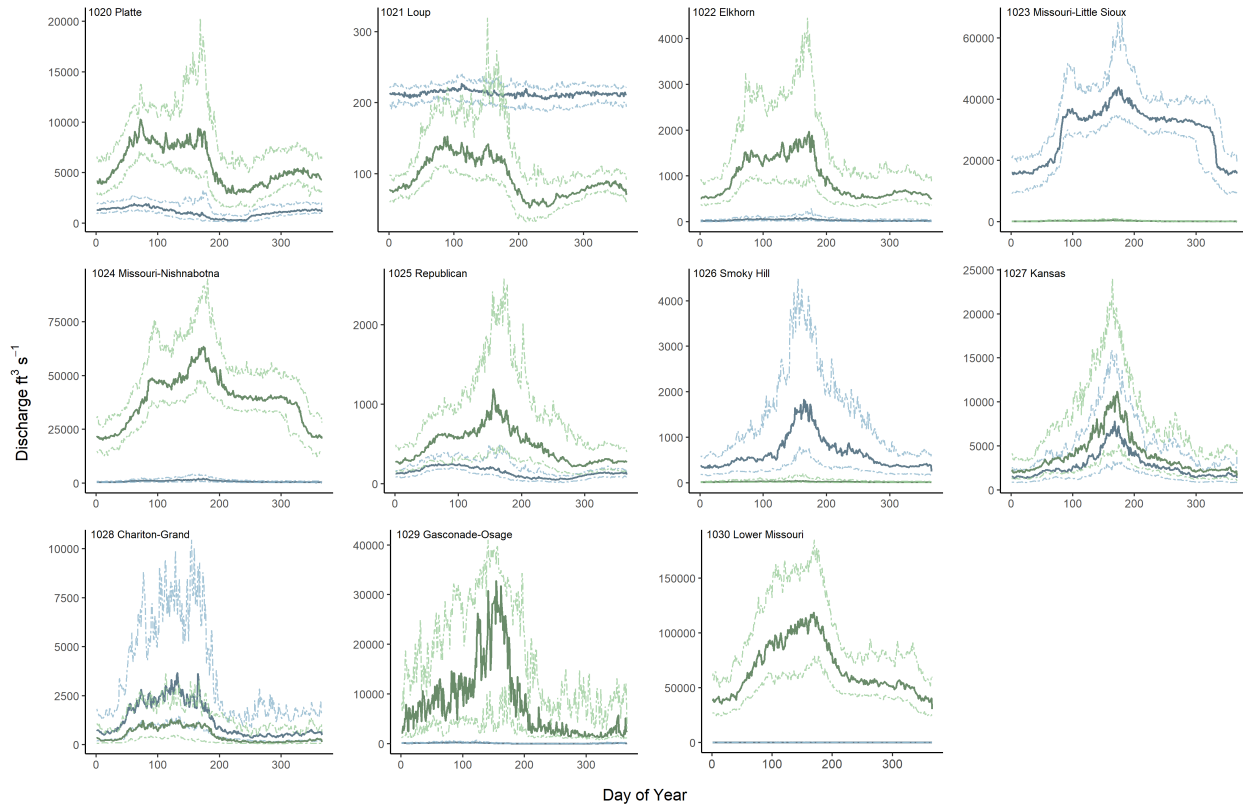 1020 Platte
20000
15000
10000
5000
0
0 100 200 300
1021 Loup
300
200
100
0 100 200 300
1022 Elkhorn
4000
3000
2000
1000
0
0 100 200 300
1023 Missouri-Little Sioux
60000
40000
20000
0
0 100 200 300
1024 Missouri-Nishnabotna
75000
50000
25000
0
0 100 200 300
1025 Republican
2000
1000
0
0 100 200 300
1026 Smoky Hill
4000
3000
2000
1000
0
0 100 200 300
1027 Kansas
25000
20000
15000
10000
5000
0
0 100 200 300
1028 Chariton-Grand
10000
7500
5000
2500
0
0 100 200 300
1029 Gasconade-Osage
40000
30000
20000
10000
0
0 100 200 300
1030 Lower Missouri
150000
100000
50000
0
0 100 200 300
Discharge ft³ s⁻¹
Day of Year